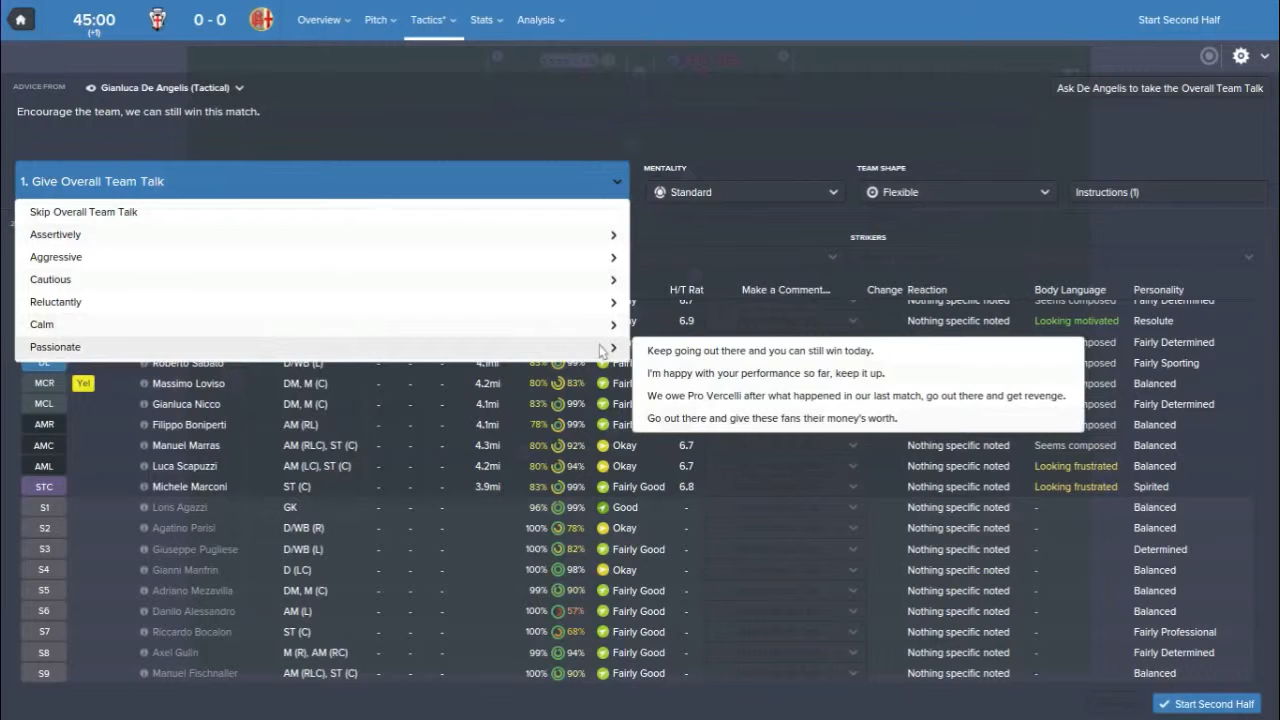 45:00 0 - 0 Overview Pitch Tactics* Stats Analysis Start Second Half
(+1)
ADVICE FROM Gianluca De Angelis (Tactical) Ask De Angelis to take the Overall Team Talk
Encourage the team, we can still win this match.
MENTALITY TEAM SHAPE
1. Give Overall Team Talk Standard Flexible Instructions (1)
Skip Overall Team Talk
Assertively STRIKERS
Aggressive
Cautious H/T Rat Make a Comment... Change Reaction Body Language Personality
Reluctantly 6.7 Nothing specific noted Seems composed Fairly Determined
Calm 6.9 Nothing specific noted Looking motivated Resolute
Passionate Fairly Determined
Keep going out there and you can still win today.
Roberto Sabato D/WB (L) 4.1mi 83% 99% Fairly Sporting
I'm happy with your performance so far, keep it up.
MCR Yel Massimo Loviso DM, M (C) 4.2mi 80% 83% Balanced
We owe Pro Vercelli after what happened in our last match, go out there and get revenge.
MCL Gianluca Nicco DM, M (C) 4.1mi 83% 99% Fairly Determined
Go out there and give these fans their money's worth.
AMR Filippo Boniperti AM (RL) 4.1mi 78% 99% Balanced
AMC Manuel Marras AM (RLC), ST (C) 4.3mi 80% 92% Okay 6.7 Nothing specific noted Seems composed Balanced
AML Luca Scapuzzi AM (LC), ST (C) 4.2mi 80% 94% Okay 6.7 Nothing specific noted Looking frustrated Balanced
STC Michele Marconi ST (C) 3.9mi 83% 99% Fairly Good 6.8 Nothing specific noted Looking frustrated Spirited
S1 Loris Agazzi GK - - - 96% 99% Good - Nothing specific noted - Balanced
S2 Agatino Parisi D/WB (R) - - - 100% 78% Okay - Nothing specific noted - Balanced
S3 Giuseppe Pugliese D/WB (L) - - - 100% 82% Fairly Good - Nothing specific noted - Determined
S4 Gianni Manfrin D (LC) - - - 100% 98% Okay - Nothing specific noted - Balanced
S5 Adriano Mezavilla DM, M (C) - - - 99% 90% Fairly Good - Nothing specific noted - Balanced
S6 Danilo Alessandro AM (L) - - - 100% 57% Fairly Good - Nothing specific noted - Balanced
S7 Riccardo Bocalon ST (C) - - - 100% 68% Fairly Good - Nothing specific noted - Fairly Professional
S8 Axel Gulin M (R), AM (RC) - - - 99% 94% Fairly Good - Nothing specific noted - Fairly Determined
S9 Manuel Fischnaller AM (RLC), ST (C) - - - 100% 90% Fairly Good - Nothing specific noted - Balanced
Start Second Half